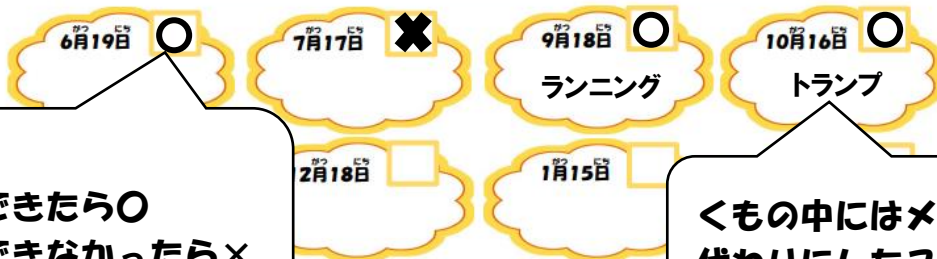 6月19日 〇
7月17日 ✖
9月18日 〇
10月16日 〇
ランニング
トランプ
2月18日
1月15日
できたら〇
できなかったら×
くもの中にはメ
代わりにした